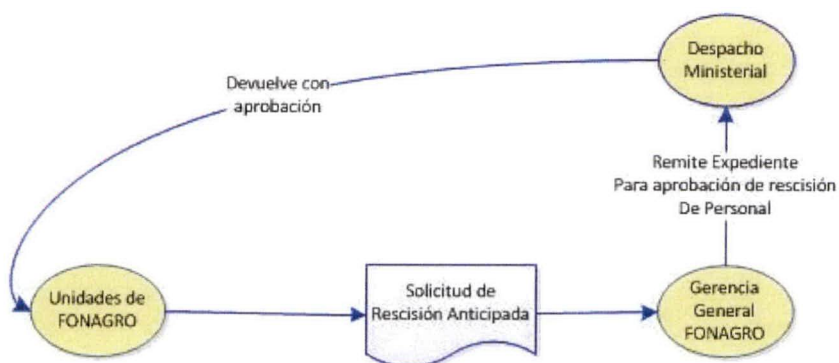 Despacho
Ministerial
Devuelve con
aprobación
Remite Expediente
Para aprobación de rescisión
De Personal
Unidades de
FONAGRO
Solicitud de
Rescisión Anticipada
Gerencia
General
FONAGRO